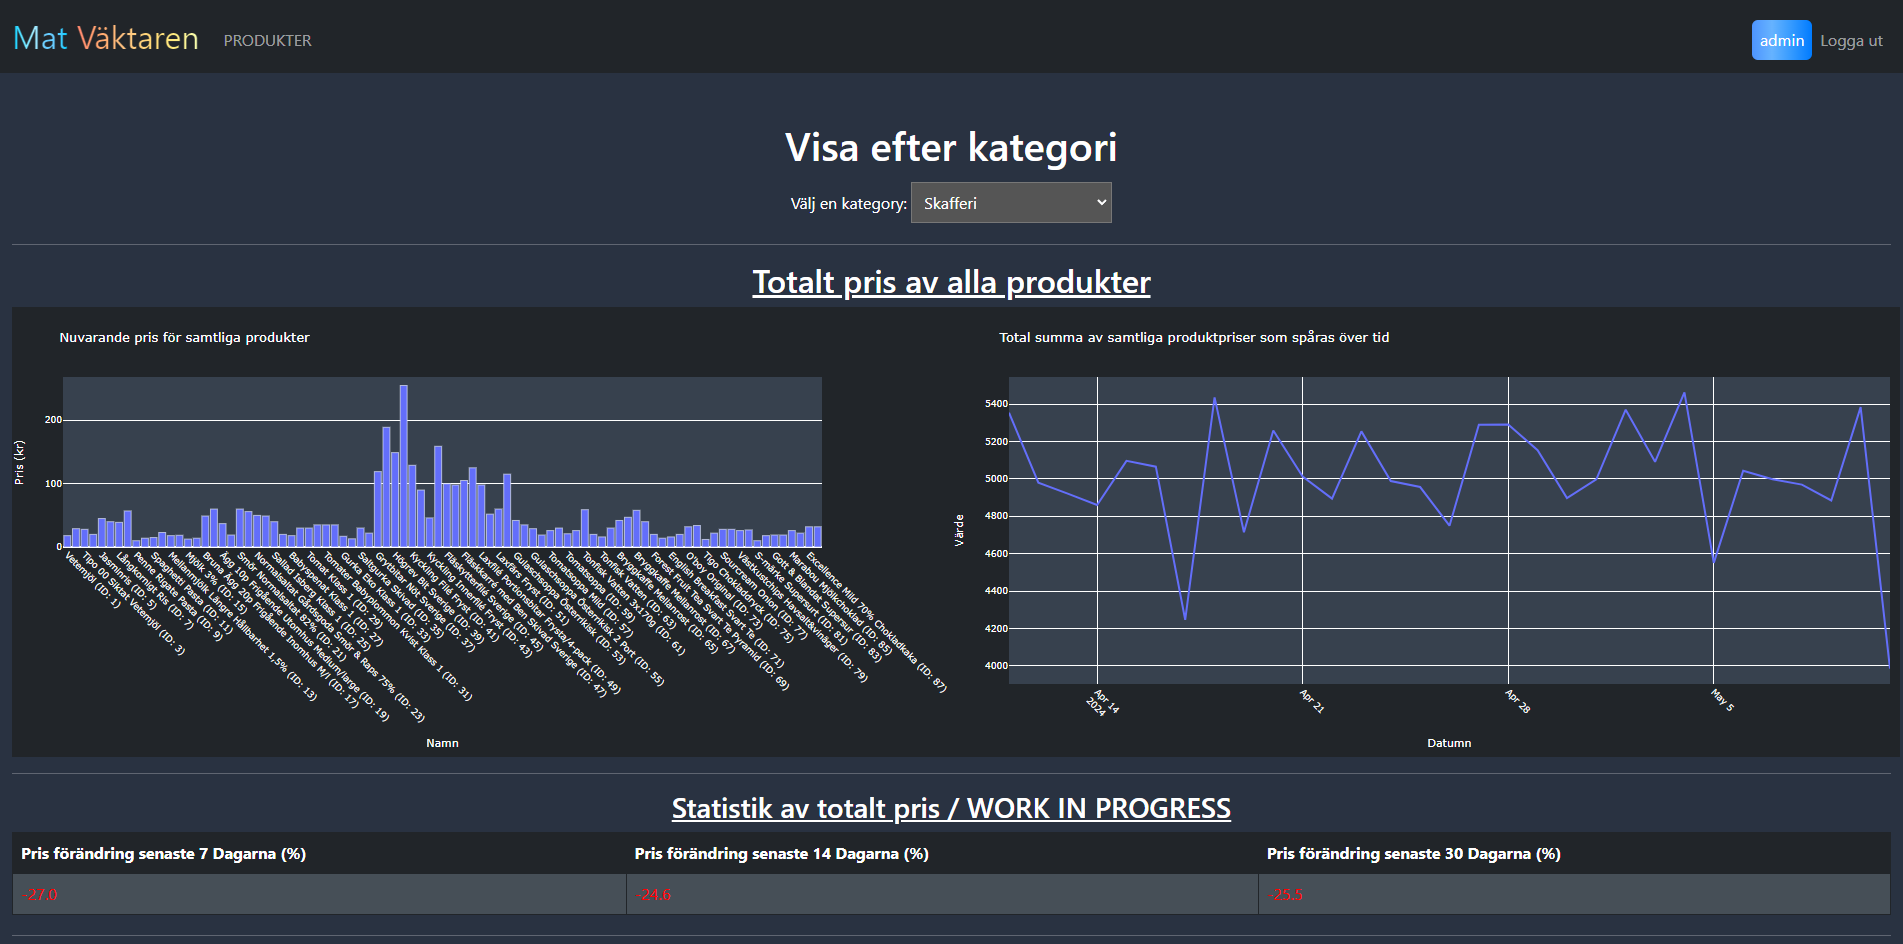 Mat Väktaren PRODUKTER admin Logga ut
Visa efter kategori
Välj en kategory: Skafferi
Totalt pris av alla produkter
Nuvarande pris för samtliga produkter
200
100
0
Pris (kr)
Vetemjöl (ID: 1)
Tipo 00 Siktat Vetemjöl (ID: 3)
Jasminris (ID: 5)
Långkornigt Ris (ID: 7)
Penne Rigate Pasta (ID: 9)
Spaghetti Pasta (ID: 11)
Mellanmjölk Längre Hållbarhet 1,5% (ID: 13)
Mjölk 3% (ID: 15)
Bruna Ägg 20p Frigående Inomhus M/l (ID: 17)
Ägg 10p Frigående Utomhus Medium/large (ID: 19)
Smör Normalsaltat 82% (ID: 21)
Normalsaltat Gårdsgoda Smör & Raps 75% (ID: 23)
Sallad Isberg Klass 1 (ID: 25)
Babyspenat Klass 1 (ID: 27)
Tomat Klass 1 (ID: 29)
Tomater Babyplommon Kvist Klass 1 (ID: 31)
Gurka Eko Klass 1 (ID: 33)
Saltgurka Skivad (ID: 35)
Grytbitar Nöt Sverige (ID: 37)
Högrev Bit Sverige (ID: 39)
Kyckling Filé Fryst (ID: 41)
Kyckling Innerfilé Fryst (ID: 43)
Fläskytterfilé Sverige (ID: 45)
Fläskkarré Med Ben Skivad Sverige (ID: 47)
Laxfilé Portionsbitar Frysta/4-pack (ID: 49)
Laxfärs Fryst (ID: 51)
Gulaschsoppa Österrikisk (ID: 53)
Gulaschsoppa Österrikisk 2 Port (ID: 55)
Tomatsoppa Mild (ID: 57)
Tomatsoppa (ID: 59)
Tonfisk Vatten 3x170g (ID: 61)
Tonfisk Vatten (ID: 63)
Bryggkaffe Mellanrost (ID: 65)
Bryggkaffe Mellanrost (ID: 67)
Forest Fruit Tea Svart Te Pyramid (ID: 69)
English Breakfast Svart Te (ID: 71)
O'boy Original (ID: 73)
Tigo Chokladdryck (ID: 75)
Sourcream Onion (ID: 77)
Västkustchips Havssalt&vinäger (ID: 79)
S-märke Supersurt (ID: 81)
Gott & Blandat Supersur (ID: 83)
Marabou Mjölkchoklad (ID: 85)
Excellence Mild 70% Chokladkaka (ID: 87)
Namn
Total summa av samtliga produktpriser som spåras över tid
5400
5200
5000
4800
4600
4400
4200
4000
Värde
Apr 14
2024
Apr 21
Apr 28
May 5
Datumn
Statistik av totalt pris / WORK IN PROGRESS
Pris förändring senaste 7 Dagarna (%) Pris förändring senaste 14 Dagarna (%) Pris förändring senaste 30 Dagarna (%)
-27.0 -24.6 -25.5